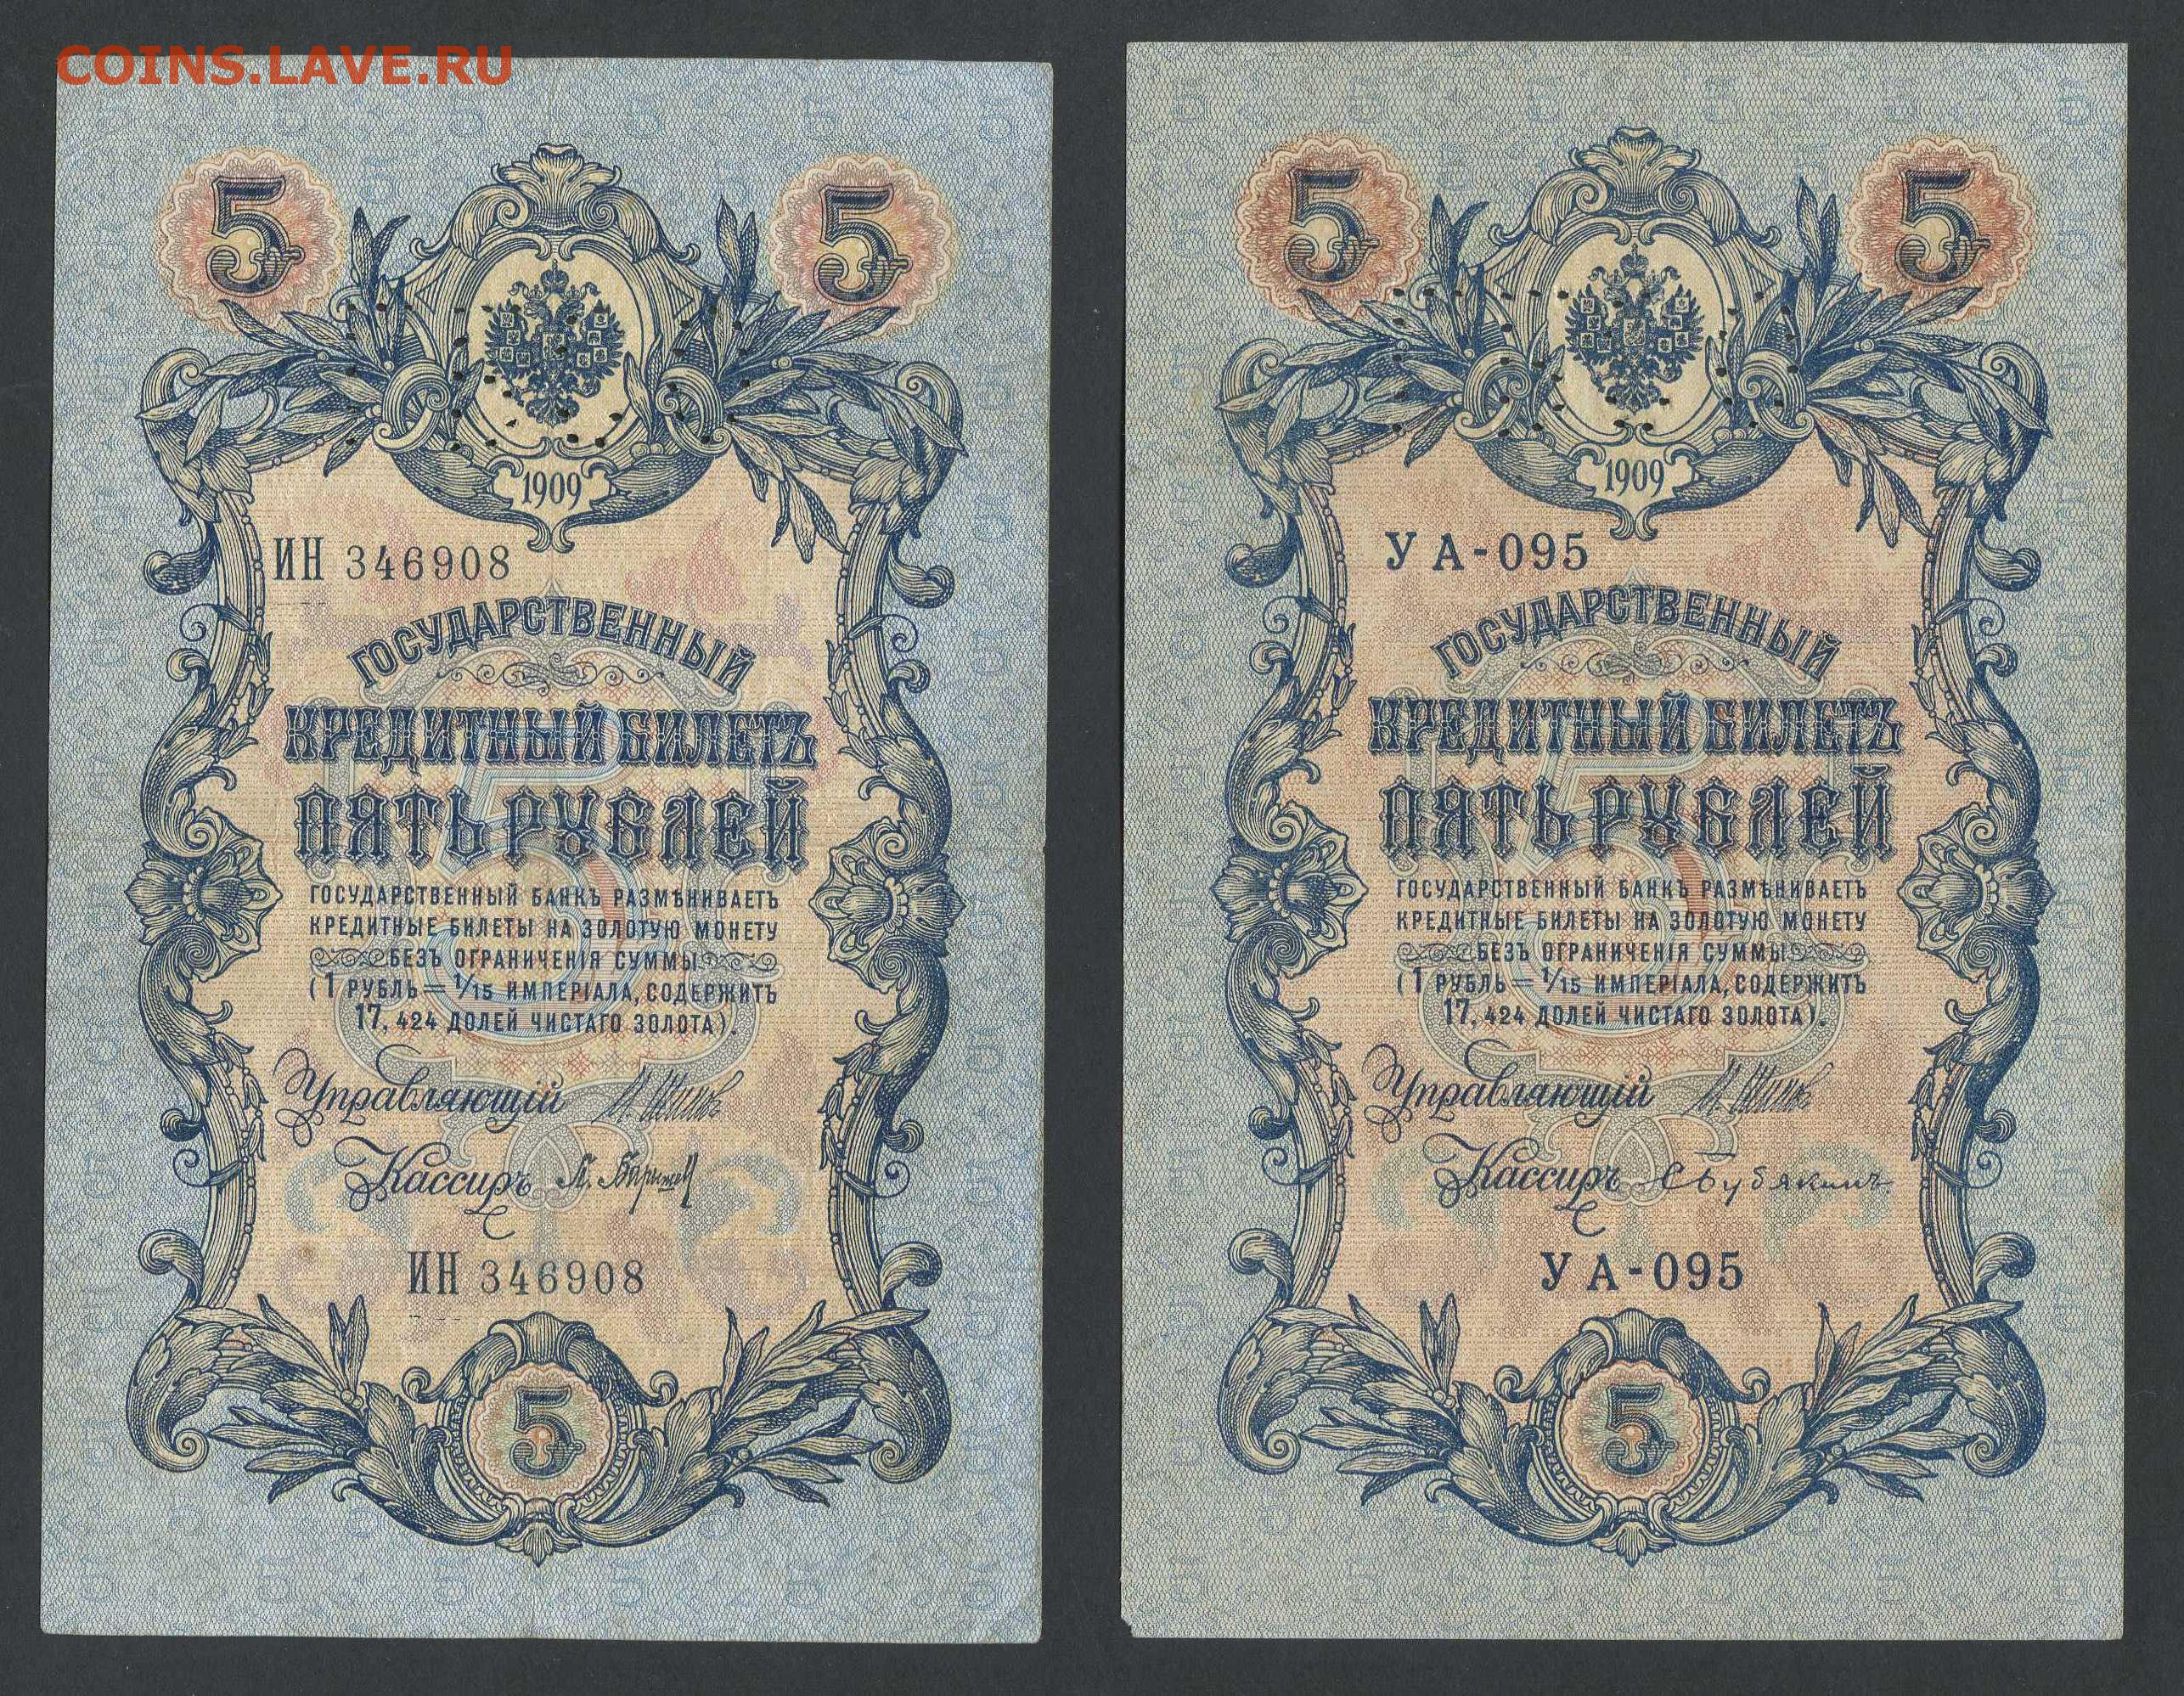 COINS.LAVE.RU
5 5
1909
ИН 346908
ГОСУДАРСТВЕННЫЙ
КРЕДИТНЫЙ БИЛЕТЪ
ПЯТЬ РУБЛЕЙ
ГОСУДАРСТВЕННЫЙ БАНКЪ РАЗМѢНИВАЕТЪ
КРЕДИТНЫЕ БИЛЕТЫ НА ЗОЛОТУЮ МОНЕТУ
БЕЗЪ ОГРАНИЧЕНІЯ СУММЫ
(1 РУБЛЬ = 1/15 ИМПЕРІАЛА, СОДЕРЖИТЪ
17,424 ДОЛЕЙ ЧИСТАГО ЗОЛОТА).
Управляющій И. Шиповъ
Кассиръ
ИН 346908
5
5 5
1909
УА-095
ГОСУДАРСТВЕННЫЙ
КРЕДИТНЫЙ БИЛЕТЪ
ПЯТЬ РУБЛЕЙ
ГОСУДАРСТВЕННЫЙ БАНКЪ РАЗМѢНИВАЕТЪ
КРЕДИТНЫЕ БИЛЕТЫ НА ЗОЛОТУЮ МОНЕТУ
БЕЗЪ ОГРАНИЧЕНІЯ СУММЫ
(1 РУБЛЬ = 1/15 ИМПЕРІАЛА, СОДЕРЖИТЪ
17,424 ДОЛЕЙ ЧИСТАГО ЗОЛОТА).
Управляющій И. Шиповъ
Кассиръ С Бубякинъ
УА-095
5